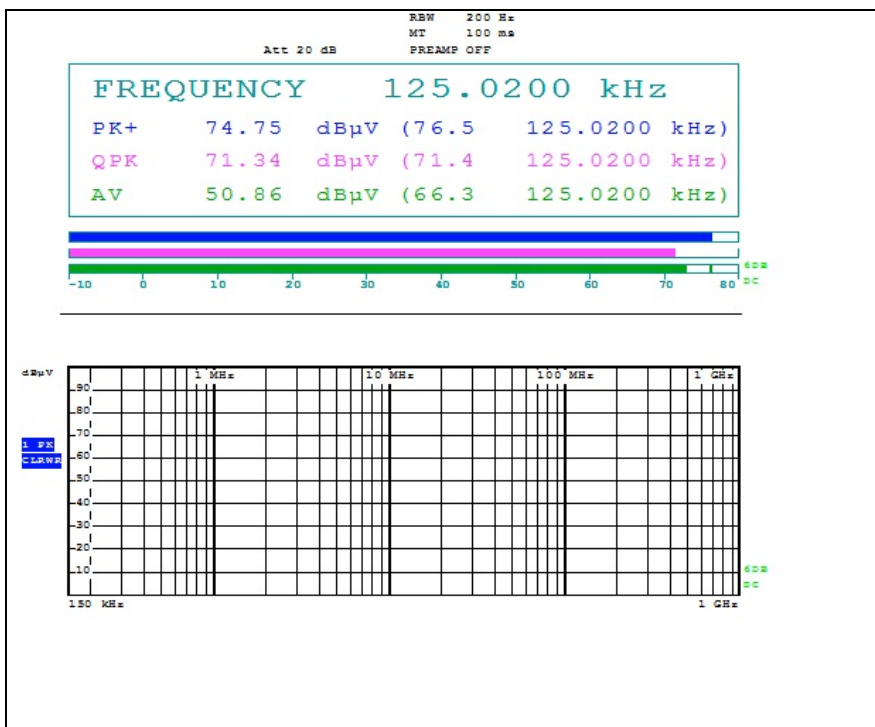 RBW 200 Hz
MT 100 ms
Att 20 dB PREAMP OFF
FREQUENCY 125.0200 kHz
PK+ 74.75 dBµV (76.5 125.0200 kHz)
QPK 71.34 dBµV (71.4 125.0200 kHz)
AV 50.86 dBµV (66.3 125.0200 kHz)
6DB
-10 0 10 20 30 40 50 60 70 80 DC
dBµV 1 MHz 10 MHz 100 MHz 1 GHz
90
80
70
1 PK
60
CLRWR
50
40
30
20
10 6DB
DC
150 kHz 1 GHz